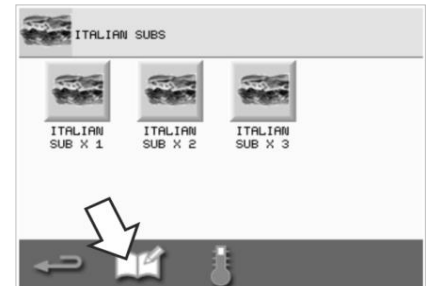 ITALIAN SUBS
ITALIAN SUB X 1
ITALIAN SUB X 2
ITALIAN SUB X 3